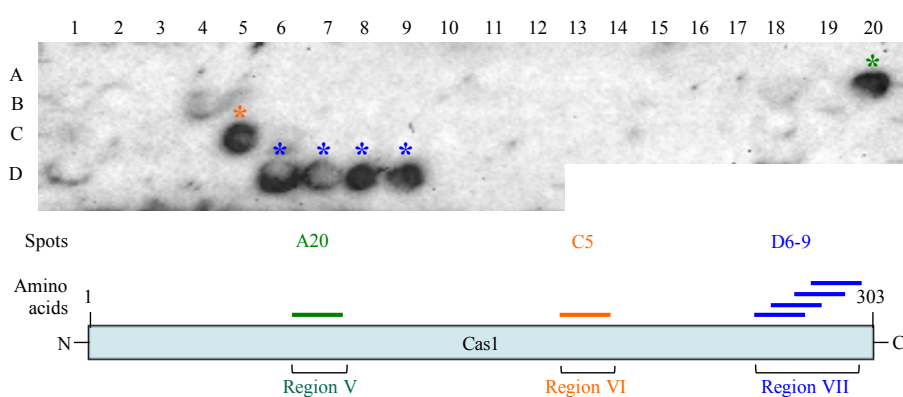 1 2 3 4 5 6 7 8 9 10 11 12 13 14 15 16 17 18 19 20
A
B
C
D
* * * * * *
Spots A20 C5 D6-9
Amino acids
1 303
N Cas1 C
Region V Region VI Region VII